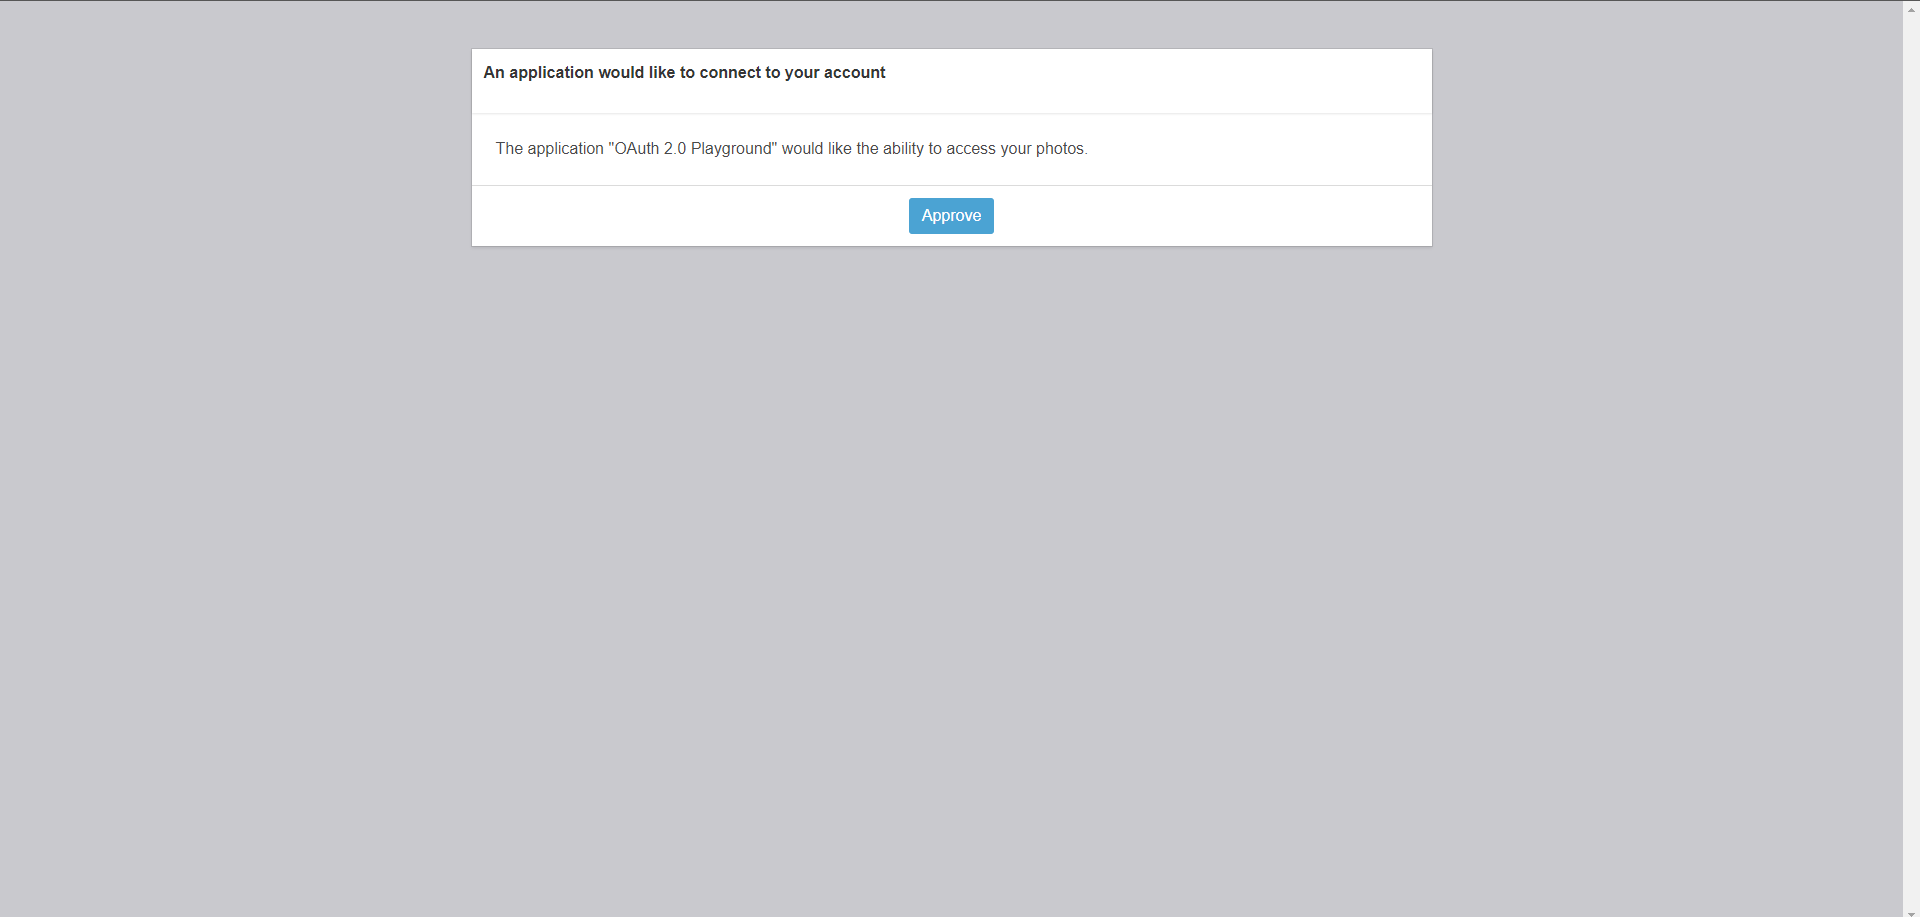 An application would like to connect to your account
The application "OAuth 2.0 Playground" would like the ability to access your photos.
Approve